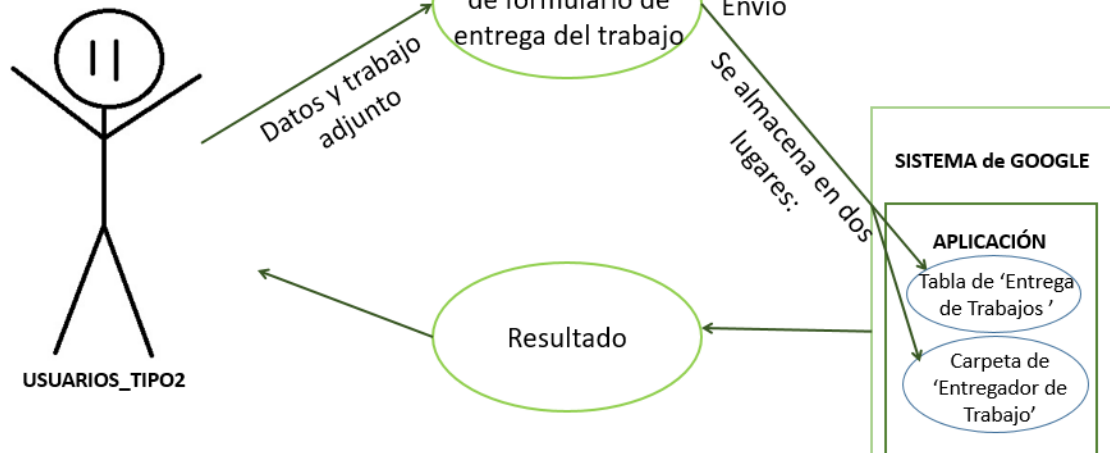 de formulario de
entrega del trabajo
Envío
Datos y trabajo
adjunto
Se almacena en dos
lugares:
SISTEMA de GOOGLE
APLICACIÓN
Tabla de ‘Entrega
de Trabajos ’
Carpeta de
‘Entregador de
Trabajo’
Resultado
USUARIOS_TIPO2